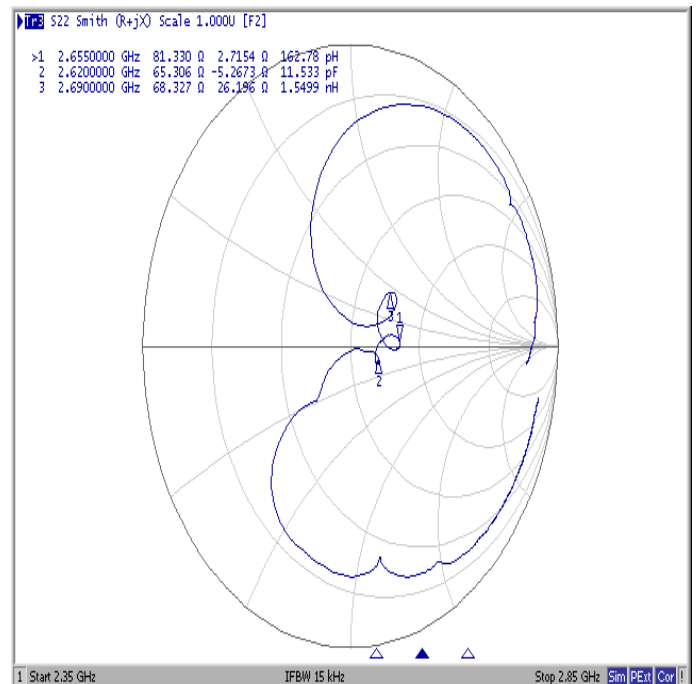 Tr3 S22 Smith (R+jX) Scale 1.000U [F2]
>1 2.6550000 GHz 81.330 Ω 2.7154 Ω 162.78 pH
2 2.6200000 GHz 65.306 Ω -5.2673 Ω 11.533 pF
3 2.6900000 GHz 68.327 Ω 26.196 Ω 1.5499 nH
3
1
2
1 Start 2.35 GHz IFBW 15 kHz Stop 2.85 GHz Sim PExt Cor !